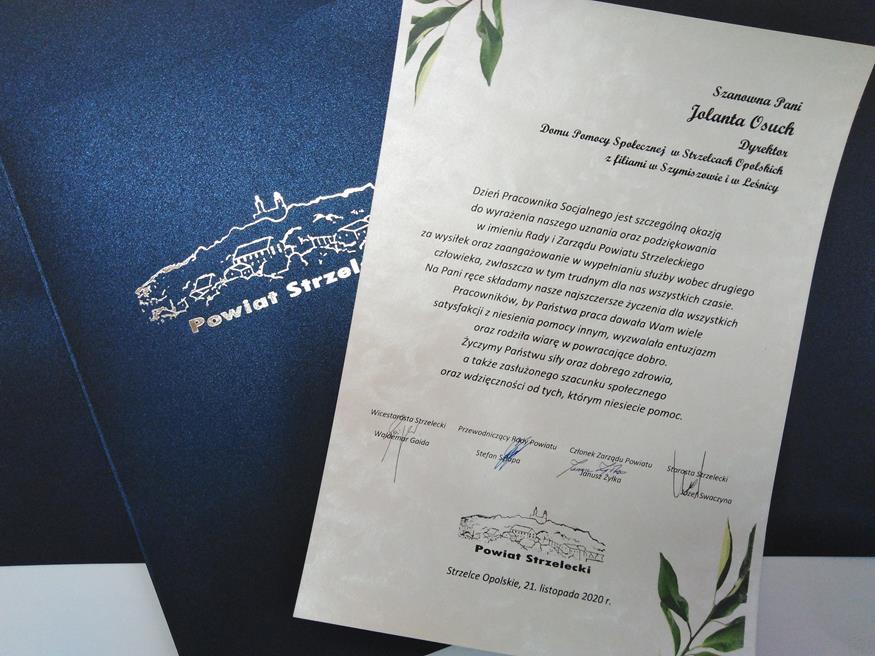 Powiat Strzel
Szanowna Pani
Jolanta Osuch
Dyrektor
Domu Pomocy Społecznej w Strzelcach Opolskich
z filiami w Szymiszowie i w Leśnicy
Dzień Pracownika Socjalnego jest szczególną okazją
do wyrażenia naszego uznania oraz podziękowania
w imieniu Rady i Zarządu Powiatu Strzeleckiego
za wysiłek oraz zaangażowanie w wypełnianiu służby wobec drugiego
człowieka, zwłaszcza w tym trudnym dla nas wszystkich czasie.
Na Pani ręce składamy nasze najszczersze życzenia dla wszystkich
Pracowników, by Państwa praca dawała Wam wiele
satysfakcji z niesienia pomocy innym, wyzwalała entuzjazm
oraz rodziła wiarę w powracające dobro.
Życzymy Państwu siły oraz dobrego zdrowia,
a także zasłużonego szacunku społecznego
oraz wdzięczności od tych, którym niesiecie pomoc.
Wicestarosta Strzelecki
Waldemar Gaida
Przewodniczący Rady Powiatu
Stefan Szłapa
Członek Zarządu Powiatu
Janusz Żyłka
Starosta Strzelecki
Józef Swaczyna
Powiat Strzelecki
Strzelce Opolskie, 21. listopada 2020 r.